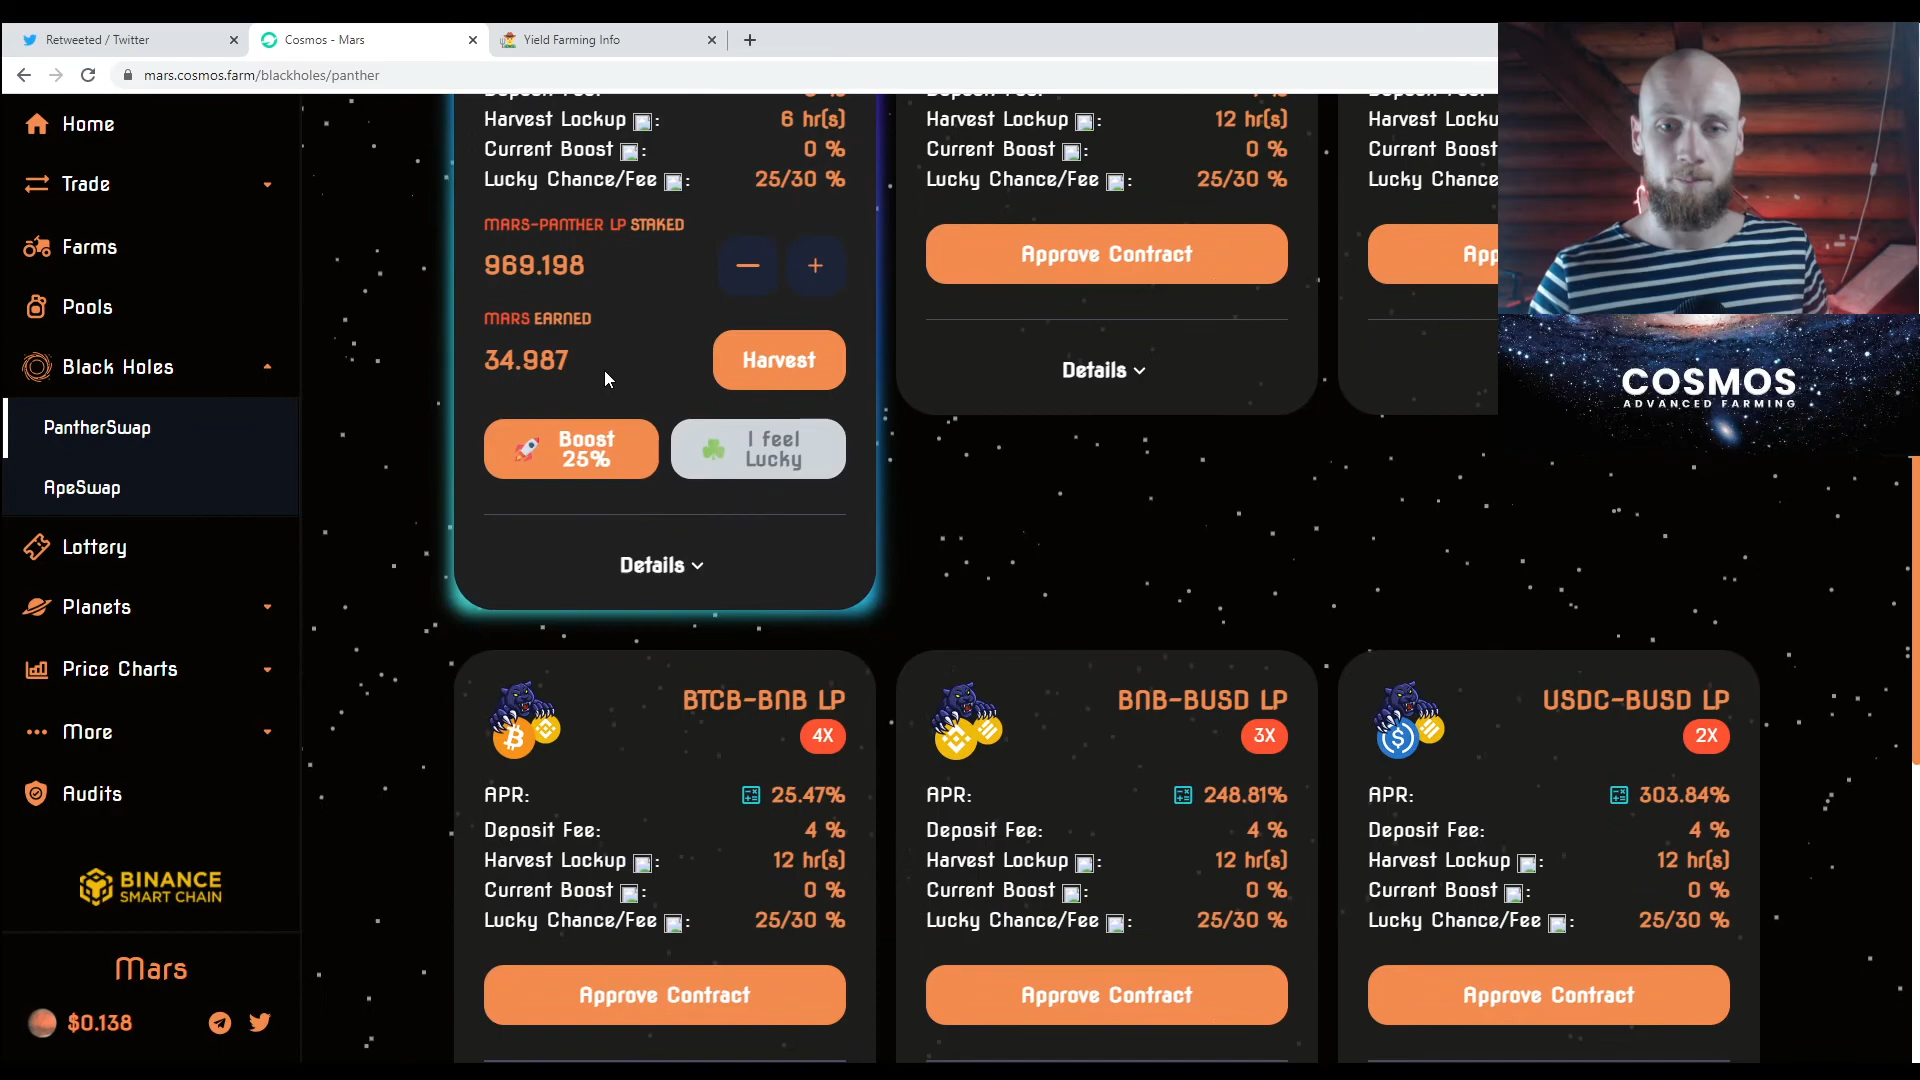 Retweeted / Twitter
Cosmos - Mars
Yield Farming Info
mars.cosmos.farm/blackholes/panther
Home
Trade
Farms
Pools
Black Holes
PantherSwap
ApeSwap
Lottery
Planets
Price Charts
More
Audits
BINANCE
SMART CHAIN
Mars
$0.138
Harvest Lockup : 6 hr(s)
Current Boost : 0 %
Lucky Chance/Fee : 25/30 %
MARS-PANTHER LP STAKED
969.198
MARS EARNED
34.987
Harvest
Boost
25%
I feel
Lucky
Details
Harvest Lockup : 12 hr(s)
Current Boost : 0 %
Lucky Chance/Fee : 25/30 %
Approve Contract
Details
Current Boost
Lucky Chance/
COSMOS
ADVANCED FARMING
BTCB-BNB LP
4X
APR: 25.47%
Deposit Fee: 4 %
Harvest Lockup : 12 hr(s)
Current Boost : 0 %
Lucky Chance/Fee : 25/30 %
Approve Contract
BNB-BUSD LP
3X
APR: 248.81%
Deposit Fee: 4 %
Harvest Lockup : 12 hr(s)
Current Boost : 0 %
Lucky Chance/Fee : 25/30 %
Approve Contract
USDC-BUSD LP
2X
APR: 303.84%
Deposit Fee: 4 %
Harvest Lockup : 12 hr(s)
Current Boost : 0 %
Lucky Chance/Fee : 25/30 %
Approve Contract